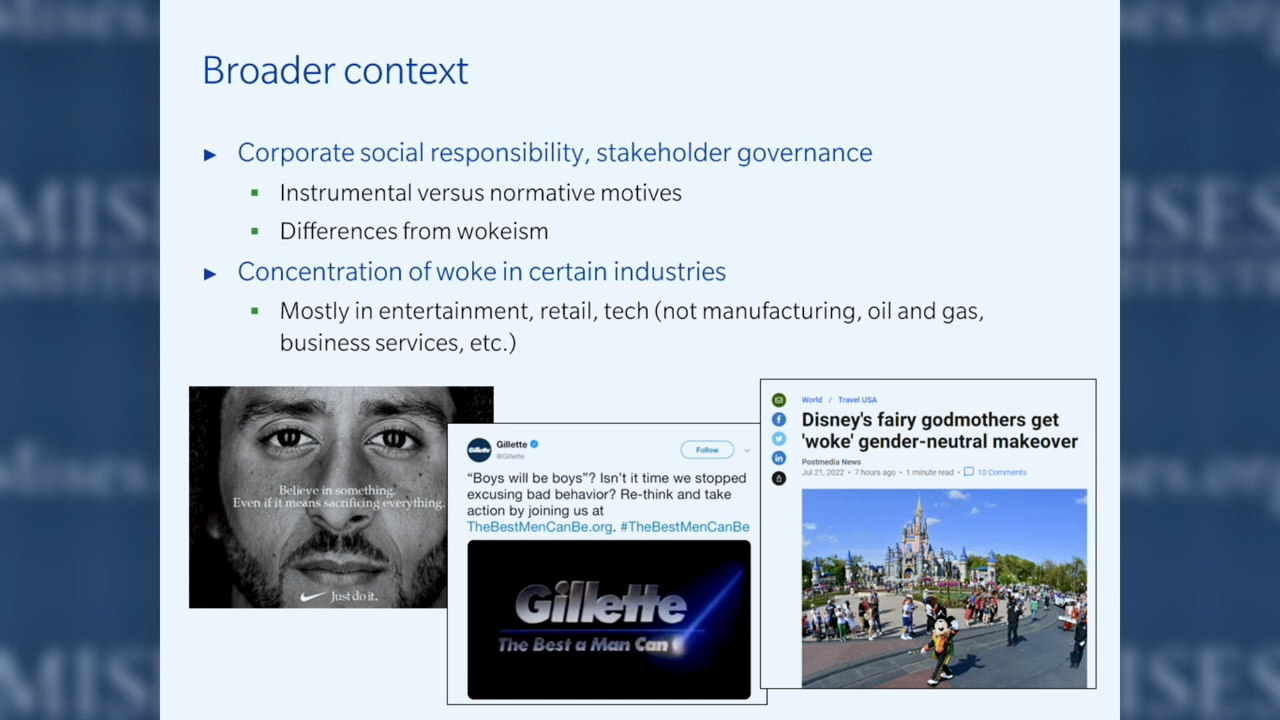 Broader context
Corporate social responsibility, stakeholder governance
Instrumental versus normative motives
Differences from wokeism
Concentration of woke in certain industries
Mostly in entertainment, retail, tech (not manufacturing, oil and gas,
business services, etc.)
Believe in something.
Even if it means sacrificing everything.
Just do it.
Gillette
Gillette
@Gillette
Follow
"Boys will be boys"? Isn't it time we stopped
excusing bad behavior? Re-think and take
action by joining us at
TheBestMenCanBe.org. #TheBestMenCanBe
Gillette
The Best a Man Can
World / Travel USA
Disney's fairy godmothers get
'woke' gender-neutral makeover
Postmedia News
Jul 21, 2022 • 7 hours ago • 1 minute read • 10 Comments